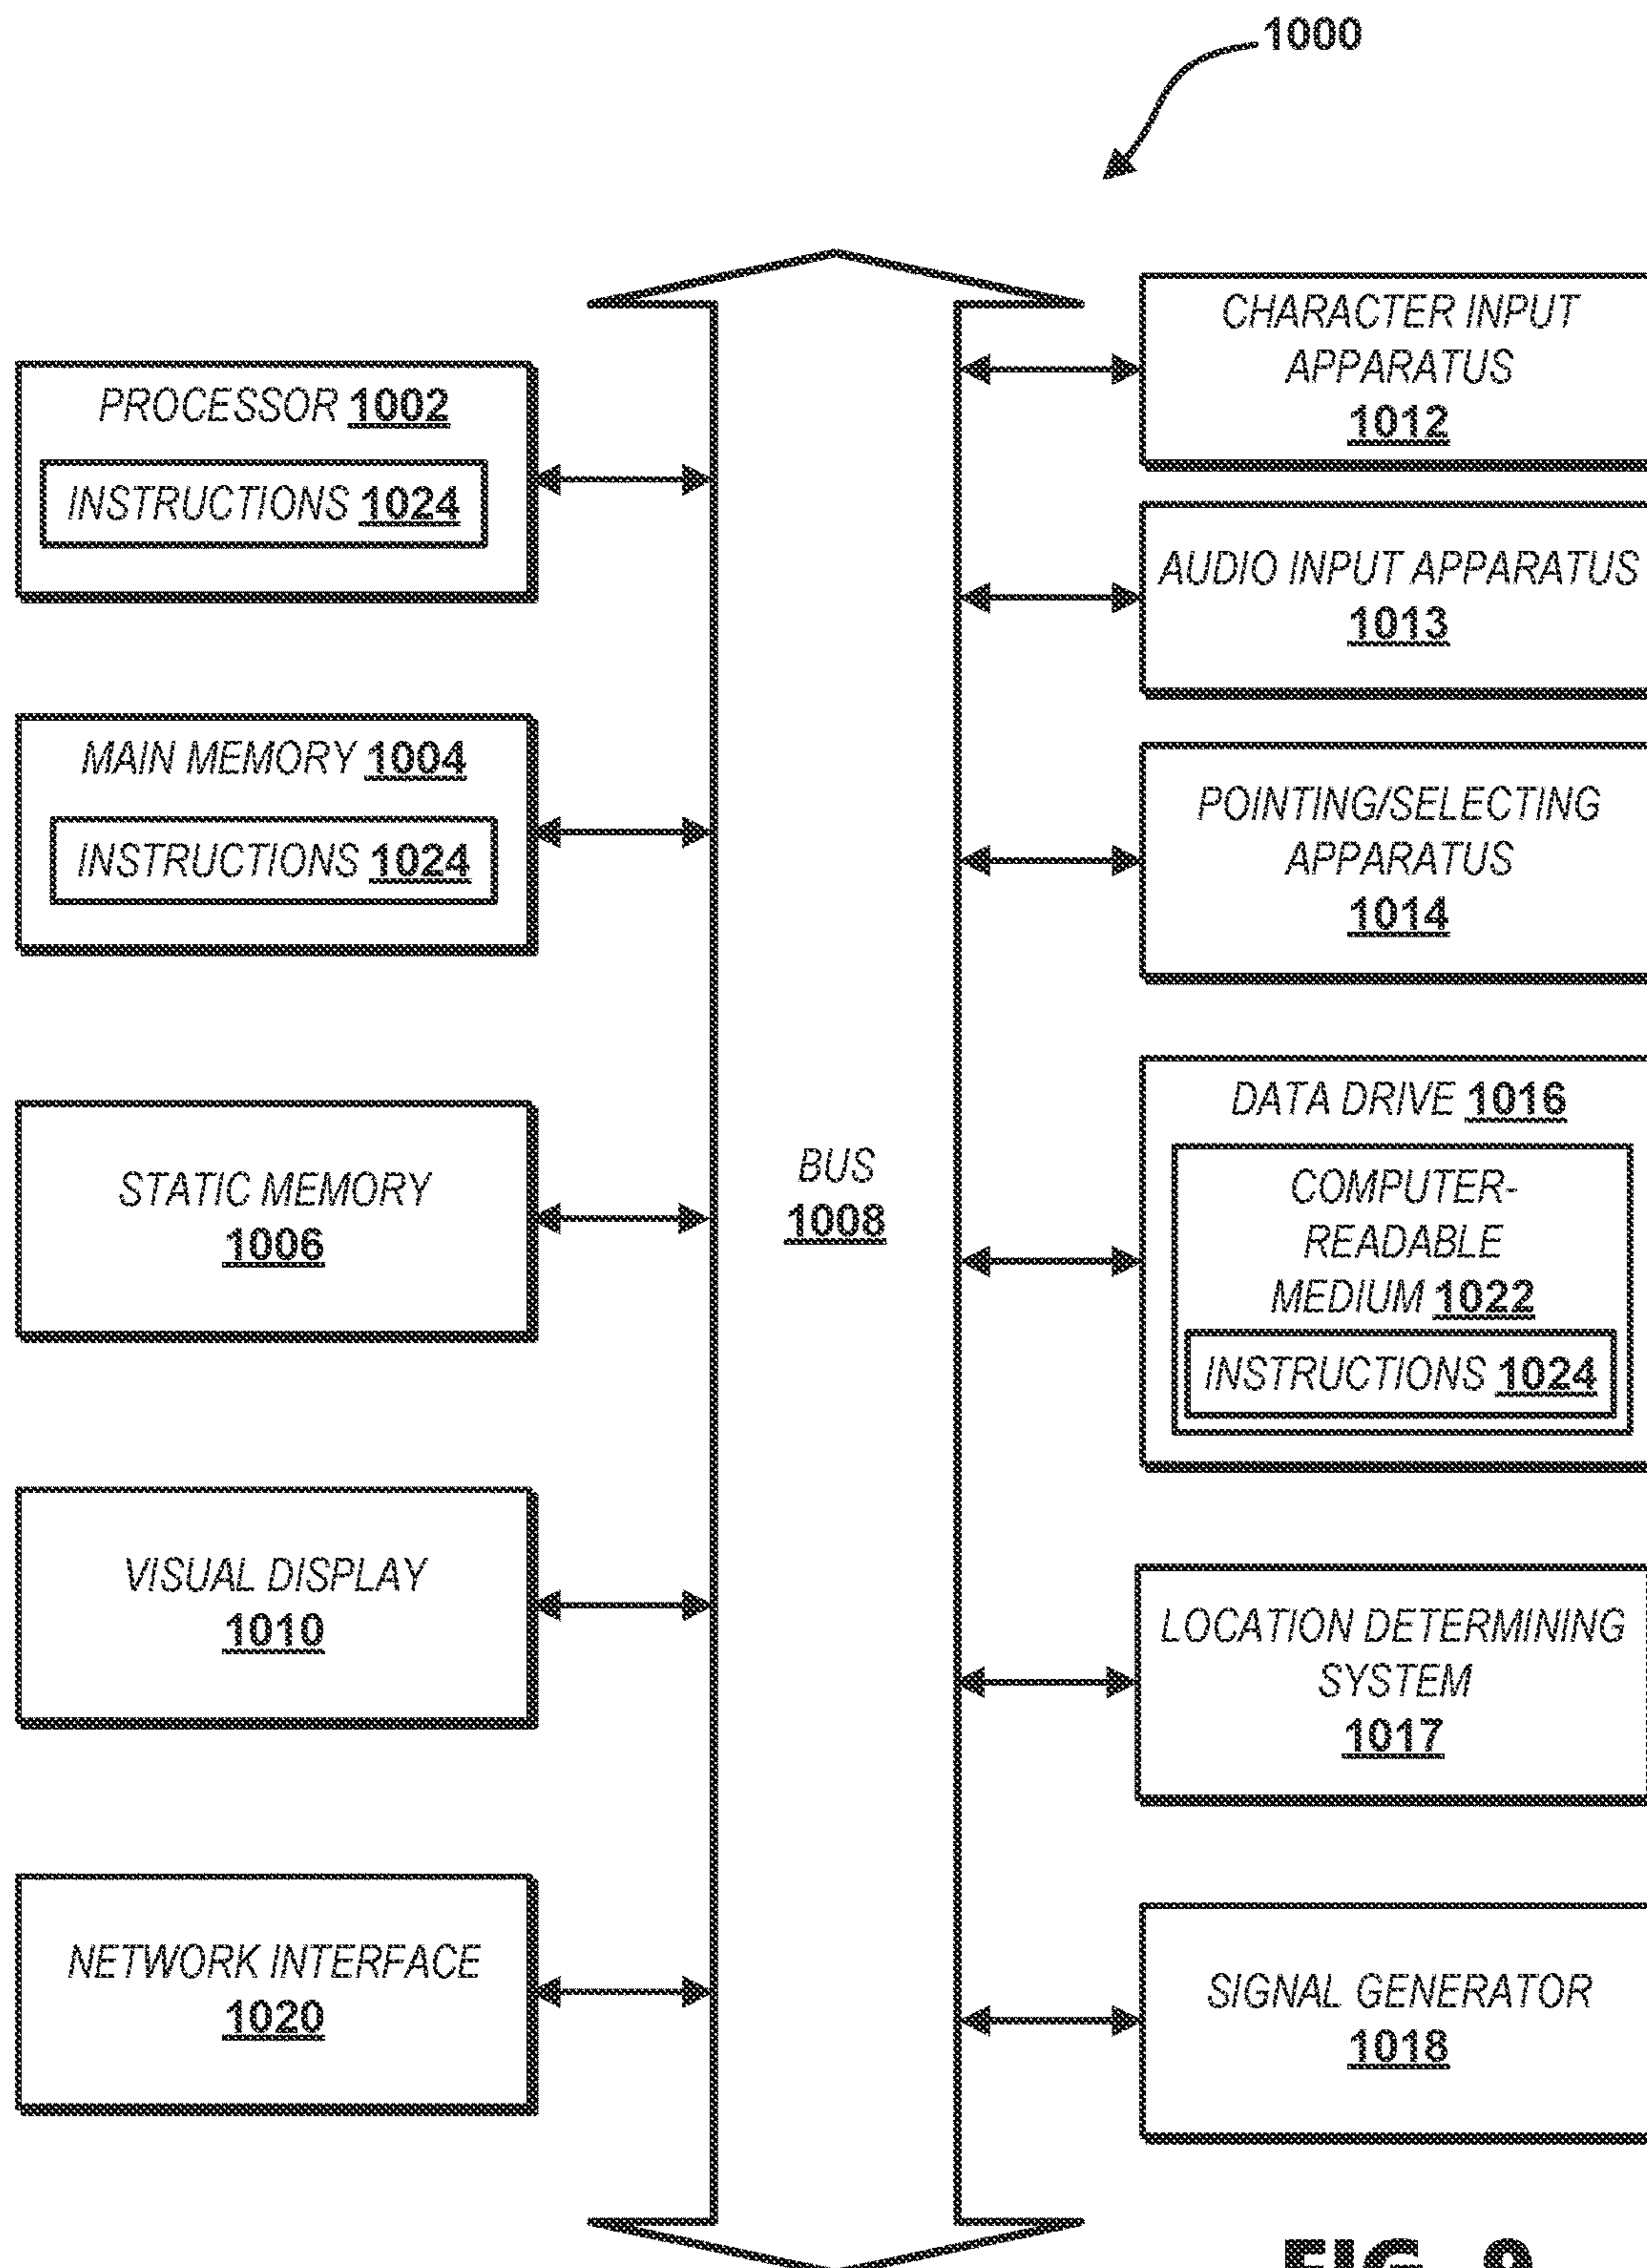 1000
PROCESSOR 1002
INSTRUCTIONS 1024
MAIN MEMORY 1004
INSTRUCTIONS 1024
STATIC MEMORY
1006
VISUAL DISPLAY
1010
NETWORK INTERFACE
1020
BUS
1008
CHARACTER INPUT
APPARATUS
1012
AUDIO INPUT APPARATUS
1013
POINTING/SELECTING
APPARATUS
1014
DATA DRIVE 1016
COMPUTER-
READABLE
MEDIUM 1022
INSTRUCTIONS 1024
LOCATION DETERMINING
SYSTEM
1017
SIGNAL GENERATOR
1018
FIG. 9